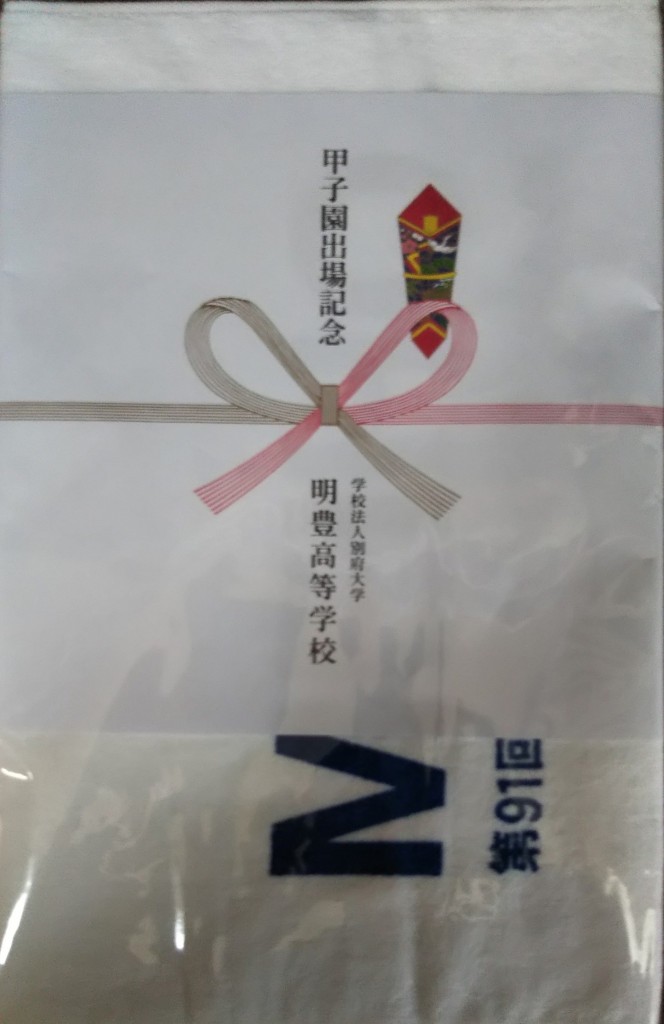 甲子園出場記念
学校法人別府大学
明豊高等学校
M
第91回